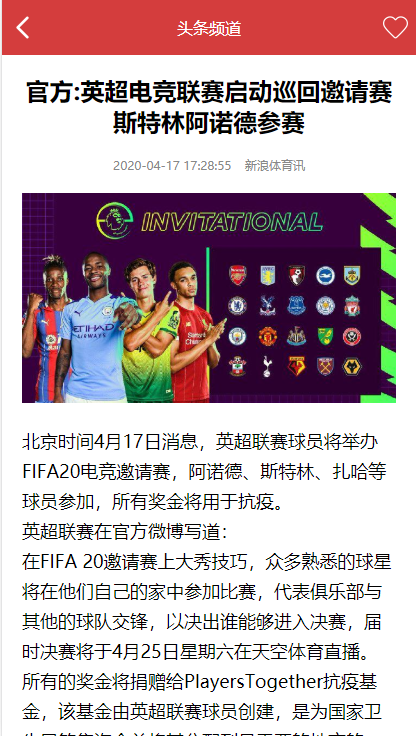 头条频道
官方:英超电竞联赛启动巡回邀请赛
斯特林阿诺德参赛
2020-04-17 17:28:55 新浪体育讯
INVITATIONAL
ETIHAD
AIRWAYS
北京时间4月17日消息，英超联赛球员将举办
FIFA20电竞邀请赛，阿诺德、斯特林、扎哈等
球员参加，所有奖金将用于抗疫。
英超联赛在官方微博写道：
在FIFA 20邀请赛上大秀技巧，众多熟悉的球星
将在他们自己的家中参加比赛，代表俱乐部与
其他的球队交锋，以决出谁能够进入决赛，届
时决赛将于4月25日星期六在天空体育直播。
所有的奖金将捐赠给PlayersTogether抗疫基
金，该基金由英超联赛球员创建，是为国家卫